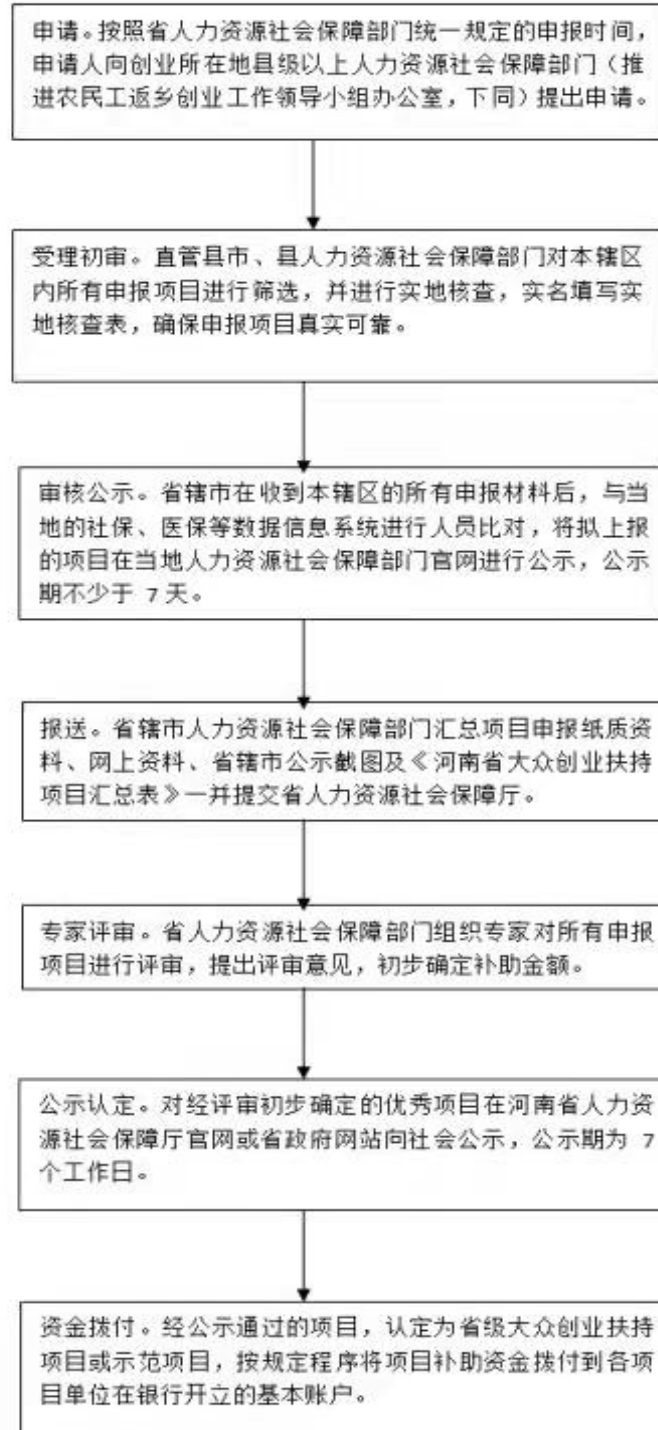 申请。按照省人力资源社会保障部门统一规定的申报时间，
申请人向创业所在地县级以上人力资源社会保障部门（推
进农民工返乡创业工作领导小组办公室，下同）提出申请。
受理初审。直管县市、县人力资源社会保障部门对本辖区
内所有申报项目进行筛选，并进行实地核查，实名填写实
地核查表，确保申报项目真实可靠。
审核公示。省辖市在收到本辖区的所有申报材料后，与当
地的社保、医保等数据信息系统进行人员比对，将拟上报
的项目在当地人力资源社会保障部门官网进行公示，公示
期不少于 7 天。
报送。省辖市人力资源社会保障部门汇总项目申报纸质资
料、网上资料、省辖市公示截图及《河南省大众创业扶持
项目汇总表》一并提交省人力资源社会保障厅。
专家评审。省人力资源社会保障部门组织专家对所有申报
项目进行评审，提出评审意见，初步确定补助金额。
公示认定。对经评审初步确定的优秀项目在河南省人力资
源社会保障厅官网或省政府网站向社会公示，公示期为 7
个工作日。
资金拨付。经公示通过的项目，认定为省级大众创业扶持
项目或示范项目，按规定程序将项目补助资金拨付到各项
目单位在银行开立的基本账户。